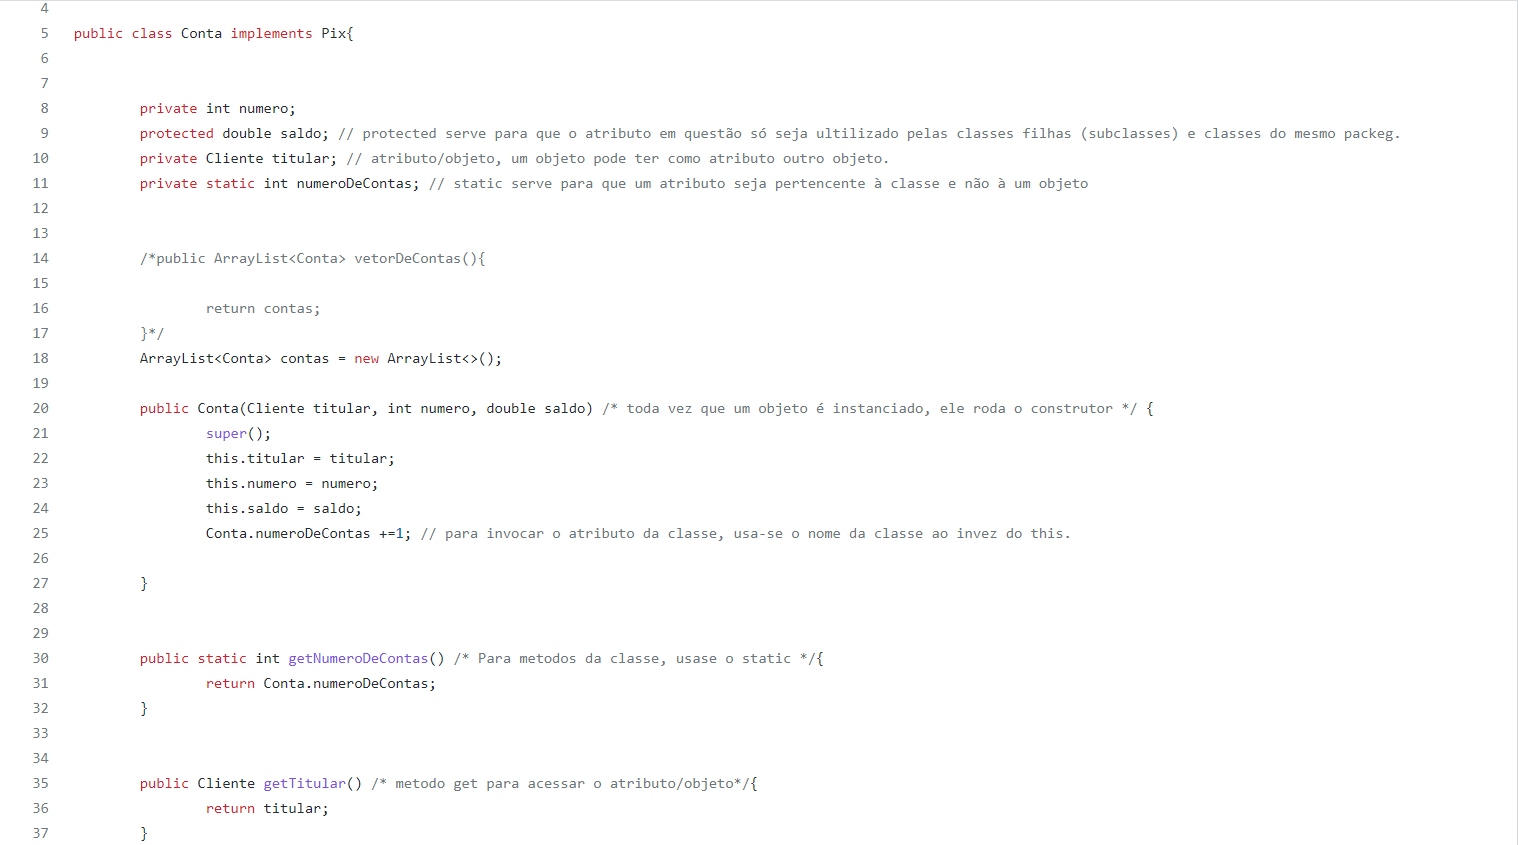 4
5 public class Conta implements Pix{
6
7
8 private int numero;
9 protected double saldo; // protected serve para que o atributo em questão só seja ultilizado pelas classes filhas (subclasses) e classes do mesmo packeg.
10 private Cliente titular; // atributo/objeto, um objeto pode ter como atributo outro objeto.
11 private static int numeroDeContas; // static serve para que um atributo seja pertencente à classe e não à um objeto
12
13
14 /*public ArrayList<Conta> vetorDeContas(){
15
16 return contas;
17 }*/
18 ArrayList<Conta> contas = new ArrayList<>();
19
20 public Conta(Cliente titular, int numero, double saldo) /* toda vez que um objeto é instanciado, ele roda o construtor */ {
21 super();
22 this.titular = titular;
23 this.numero = numero;
24 this.saldo = saldo;
25 Conta.numeroDeContas +=1; // para invocar o atributo da classe, usa-se o nome da classe ao invez do this.
26
27 }
28
29
30 public static int getNumeroDeContas() /* Para metodos da classe, usase o static */{
31 return Conta.numeroDeContas;
32 }
33
34
35 public Cliente getTitular() /* metodo get para acessar o atributo/objeto*/{
36 return titular;
37 }